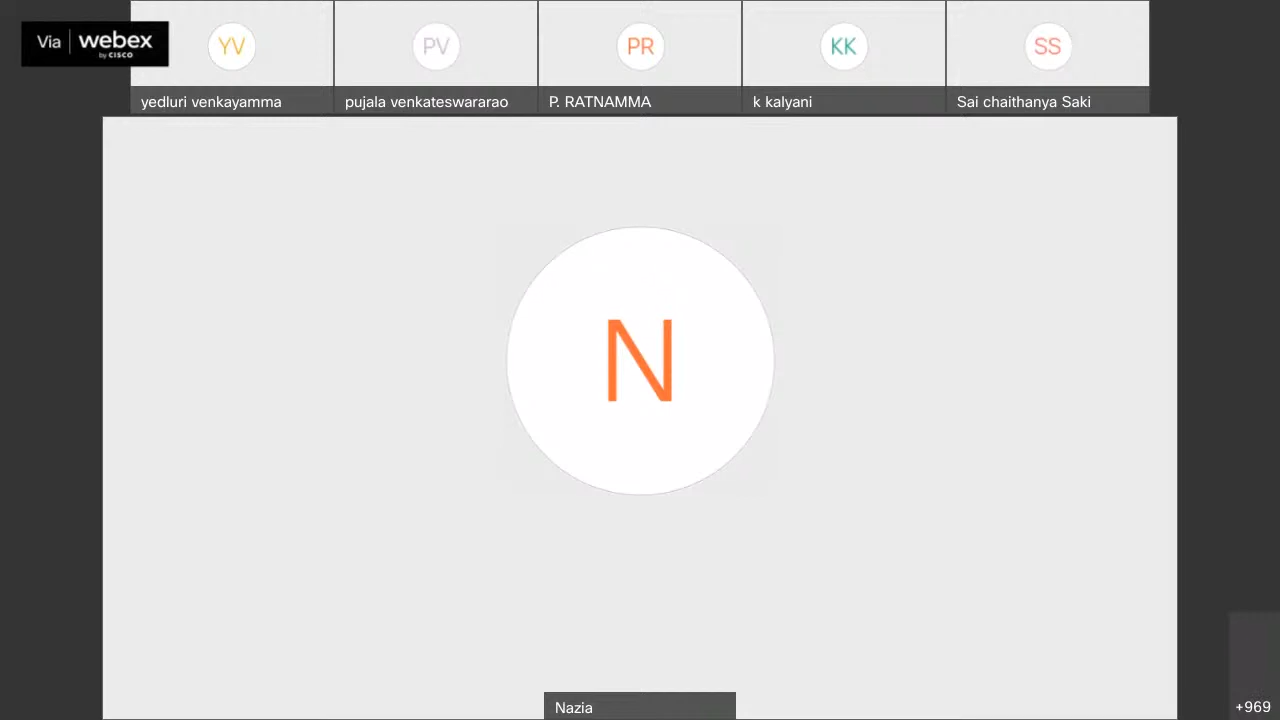 Via webex
by CISCO
YV
PV
PR
KK
SS
yedluri venkayamma
pujala venkateswararao
P. RATNAMMA
k kalyani
Sai chaithanya Saki
N
Nazia
+969